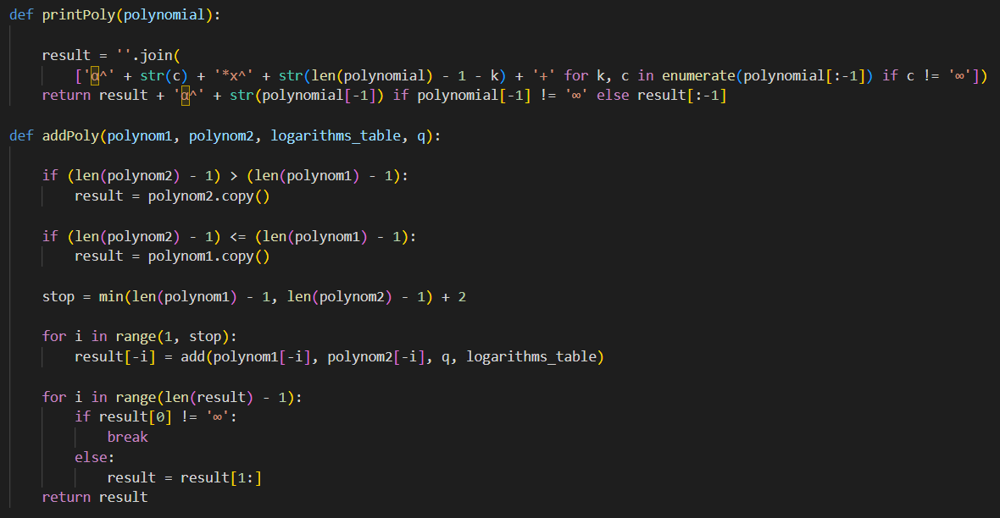 def printPoly(polynomial):
    result = ''.join(
        ['α^' + str(c) + '*x^' + str(len(polynomial) - 1 - k) + '+' for k, c in enumerate(polynomial[:-1]) if c != '∞'])
    return result + 'α^' + str(polynomial[-1]) if polynomial[-1] != '∞' else result[:-1]
def addPoly(polynom1, polynom2, logarithms_table, q):
    if (len(polynom2) - 1) > (len(polynom1) - 1):
        result = polynom2.copy()
    if (len(polynom2) - 1) <= (len(polynom1) - 1):
        result = polynom1.copy()
    stop = min(len(polynom1) - 1, len(polynom2) - 1) + 2
    for i in range(1, stop):
        result[-i] = add(polynom1[-i], polynom2[-i], q, logarithms_table)
    for i in range(len(result) - 1):
        if result[0] != '∞':
            break
        else:
            result = result[1:]
    return result